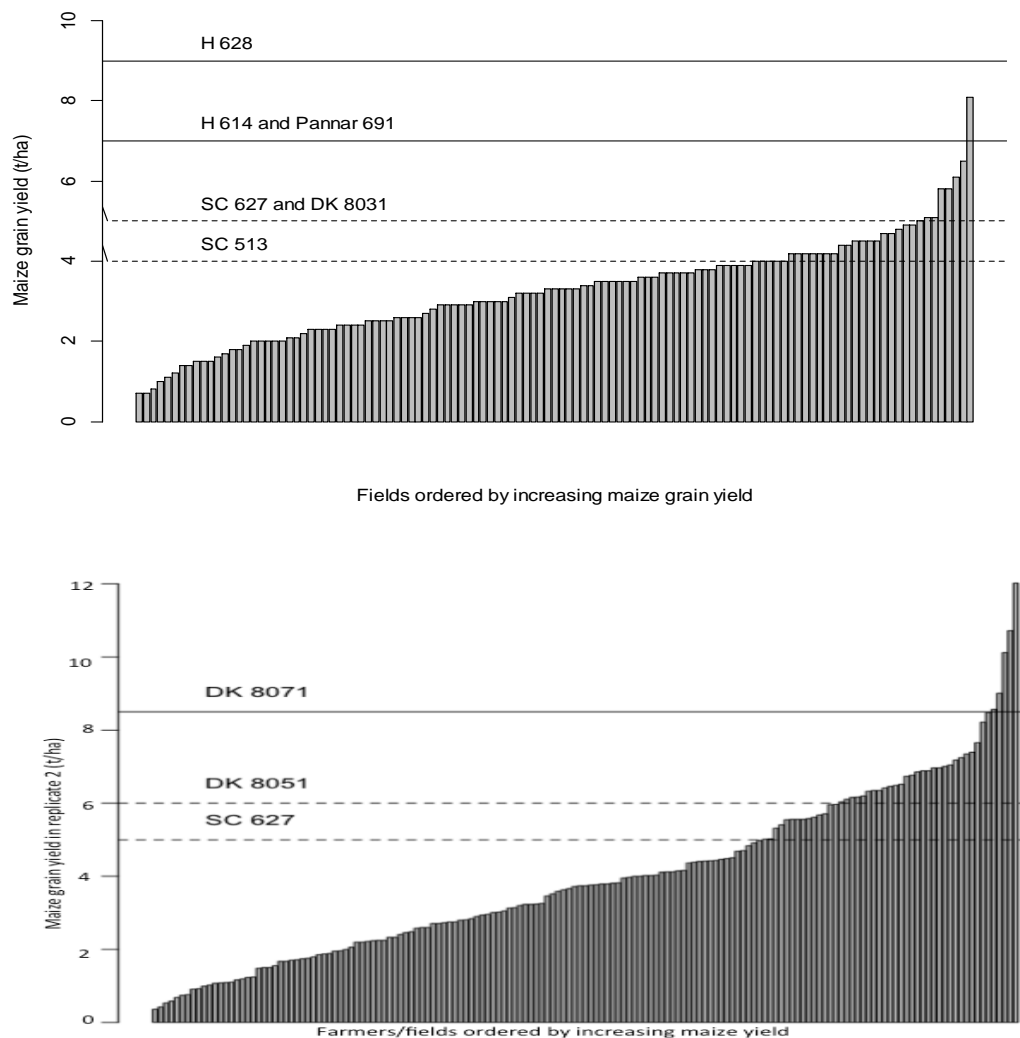 10
H 628
8
H 614 and Pannar 691
6
SC 627 and DK 8031
SC 513
4
2
0
Maize grain yield (t/ha)
Fields ordered by increasing maize grain yield
12
10
DK 8071
8
DK 8051
6
SC 627
4
2
0
Maize grain yield in replicate 2 (t/ha)
Farmers/fields ordered by increasing maize yield